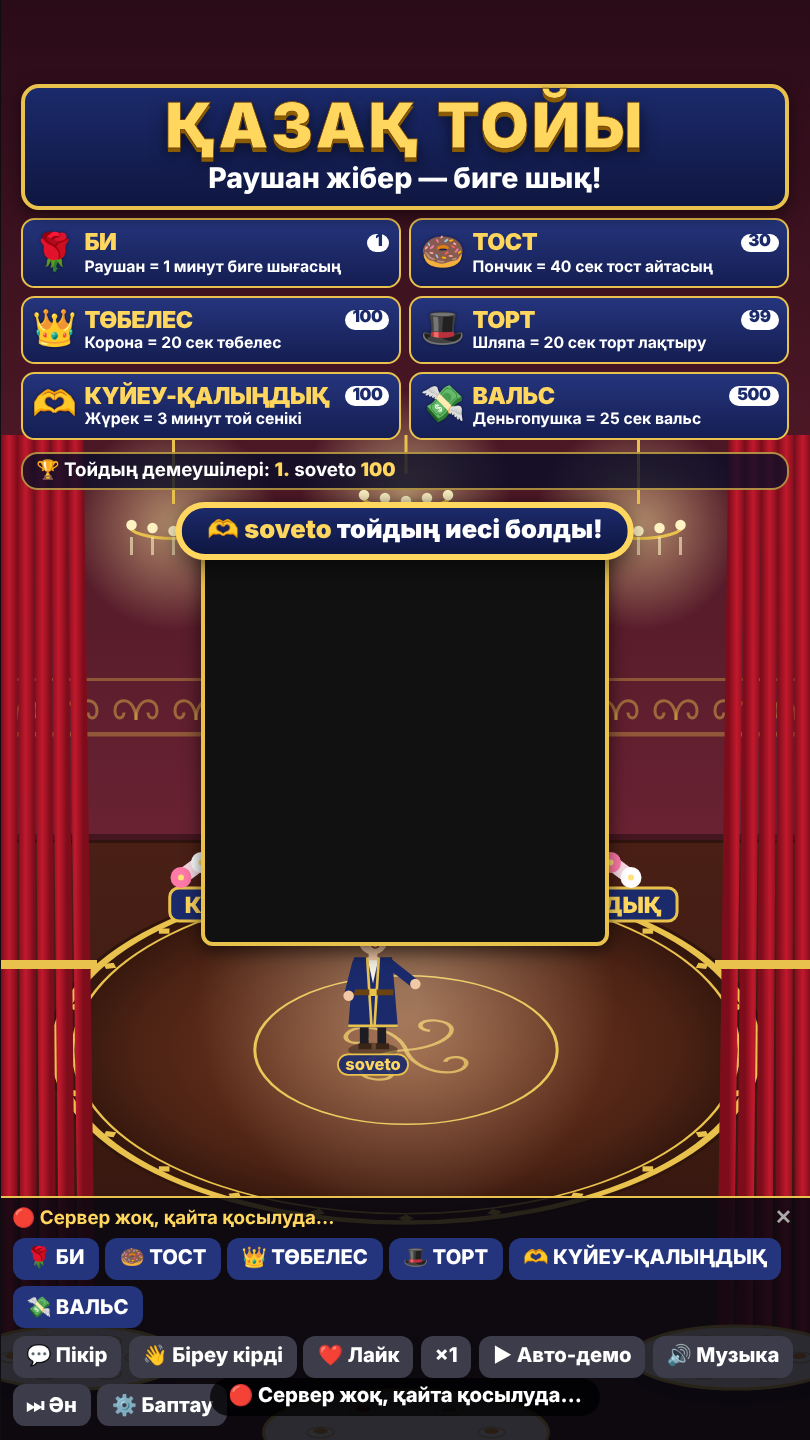 ҚАЗАҚ ТОЙЫ
Раушан жібер — биге шық!
БИ 1
Раушан = 1 минут биге шығасың
ТОСТ 30
Пончик = 40 сек тост айтасың
ТӨБЕЛЕС 100
Корона = 20 сек төбелес
ТОРТ 99
Шляпа = 20 сек торт лақтыру
КҮЙЕУ-ҚАЛЫҢДЫҚ 100
Жүрек = 3 минут той сенікі
ВАЛЬС 500
Деньгопушка = 25 сек вальс
🏆 Тойдың демеушілері: 1. soveto 100
🫶 soveto тойдың иесі болды!
soveto
🔴 Сервер жоқ, қайта қосылуда... ✕
🌹 БИ 🍩 ТОСТ 👑 ТӨБЕЛЕС 🎩 ТОРТ 🫶 КҮЙЕУ-ҚАЛЫҢДЫҚ
💸 ВАЛЬС
💬 Пікір 👋 Біреу кірді ❤️ Лайк ×1 ▶ Авто-демо 🔊 Музыка
⏭ Ән ⚙️ Баптау 🔴 Сервер жоқ, қайта қосылуда...